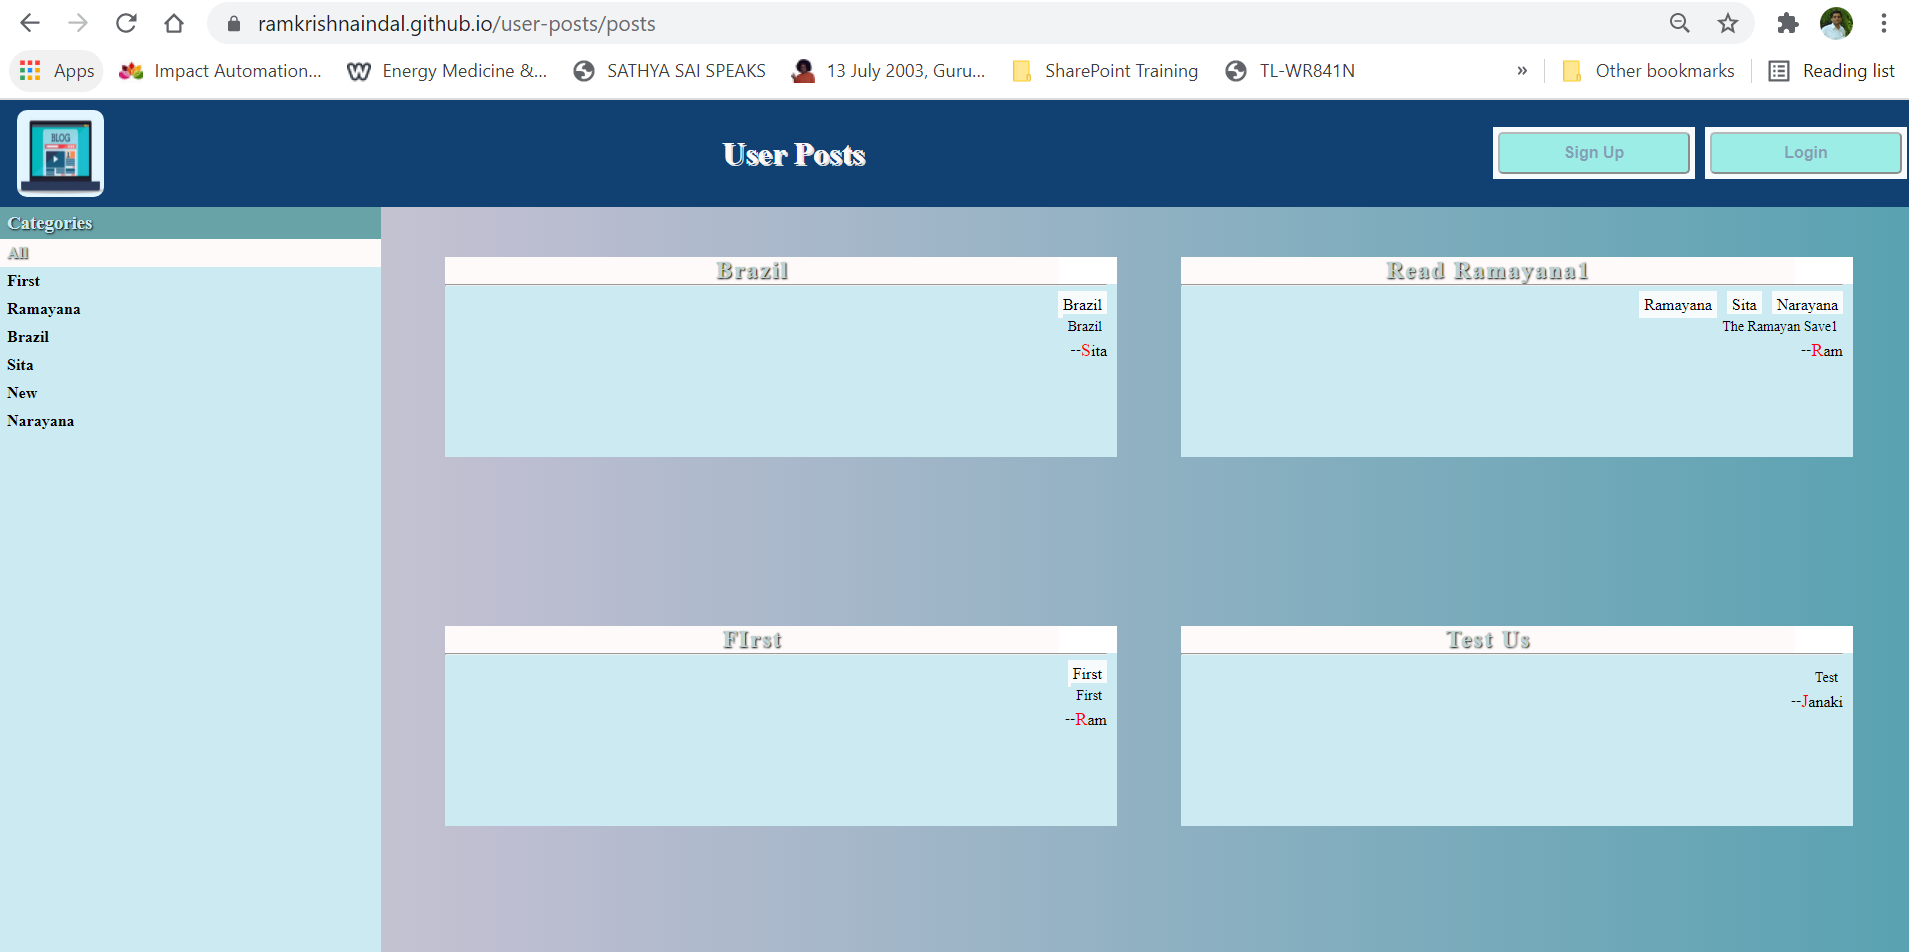 ramkrishnaindal.github.io/user-posts/posts
Apps Impact Automation... Energy Medicine &... SATHYA SAI SPEAKS 13 July 2003, Guru... SharePoint Training TL-WR841N » Other bookmarks Reading list
BLOG
User Posts
Sign Up Login
Categories
All
First
Ramayana
Brazil
Sita
New
Narayana
Brazil
Brazil
Brazil
--Sita
Read Ramayana1
Ramayana Sita Narayana
The Ramayan Save1
--Ram
FIrst
First
First
--Ram
Test Us
Test
--Janaki